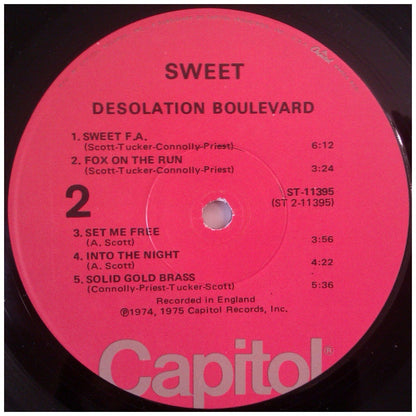 SWEET
DESOLATION BOULEVARD
1. SWEET F.A.
(Scott-Tucker-Connolly-Priest) 6:12
2. FOX ON THE RUN
(Scott-Tucker-Connolly-Priest) 3:24
2
ST-11395
(ST 2-11395)
3. SET ME FREE
(A. Scott) 3:56
4. INTO THE NIGHT
(A. Scott) 4:22
5. SOLID GOLD BRASS
(Connolly-Priest-Tucker-Scott) 5:36
Recorded in England
℗1974, 1975 Capitol Records, Inc.
Capitol®